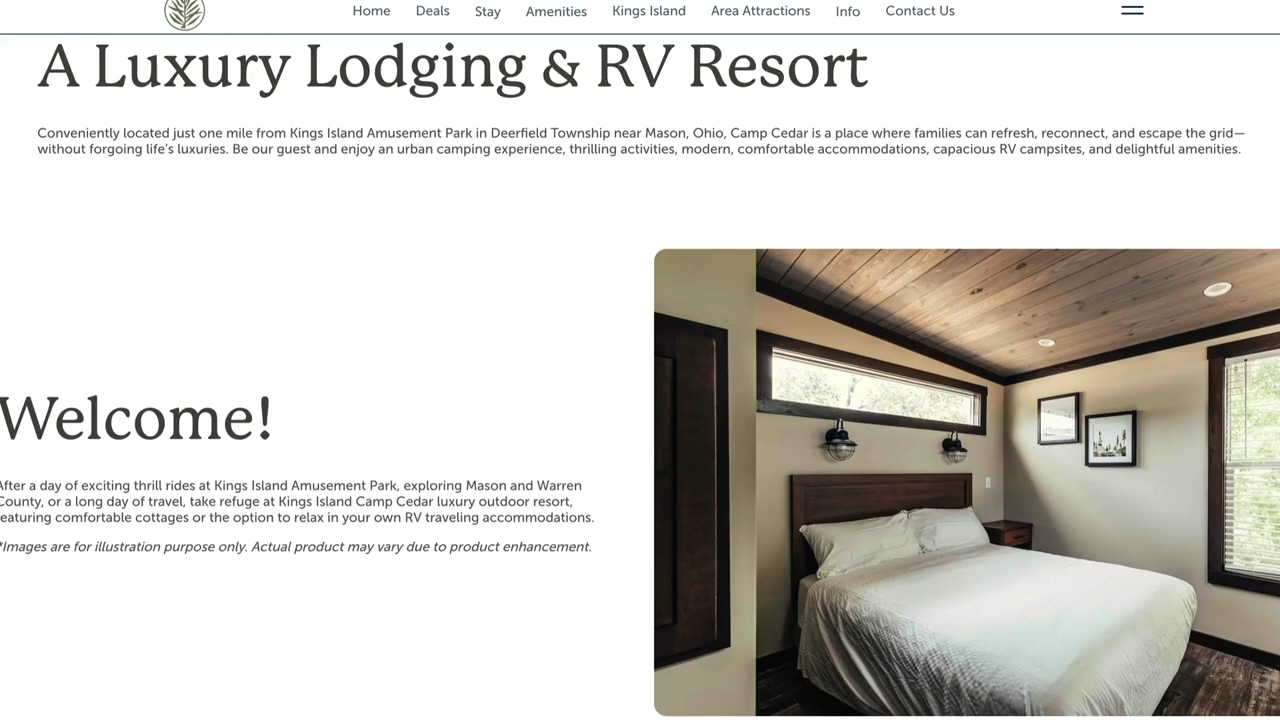 Home Deals Stay Amenities Kings Island Area Attractions Info Contact Us
A Luxury Lodging & RV Resort
Conveniently located just one mile from Kings Island Amusement Park in Deerfield Township near Mason, Ohio, Camp Cedar is a place where families can refresh, reconnect, and escape the grid—
without forgoing life's luxuries. Be our guest and enjoy an urban camping experience, thrilling activities, modern, comfortable accommodations, capacious RV campsites, and delightful amenities.
Welcome!
After a day of exciting thrill rides at Kings Island Amusement Park, exploring Mason and Warren
County, or a long day of travel, take refuge at Kings Island Camp Cedar luxury outdoor resort,
featuring comfortable cottages or the option to relax in your own RV traveling accommodations.
*Images are for illustration purpose only. Actual product may vary due to product enhancement.